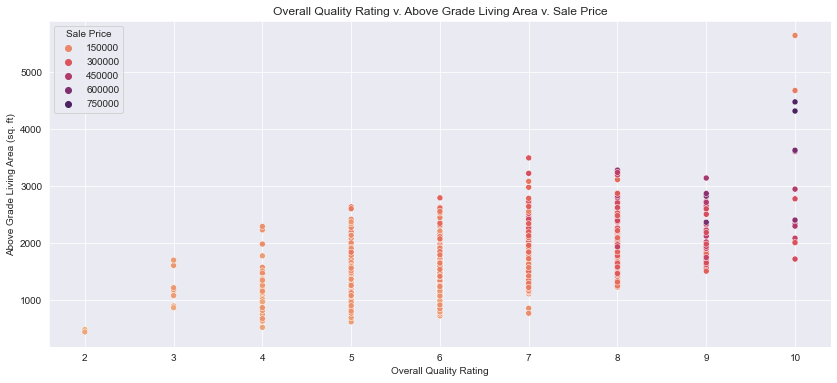 Overall Quality Rating v. Above Grade Living Area v. Sale Price
Sale Price
150000
300000
450000
600000
750000
Above Grade Living Area (sq. ft)
5000
4000
3000
2000
1000
2 3 4 5 6 7 8 9 10
Overall Quality Rating